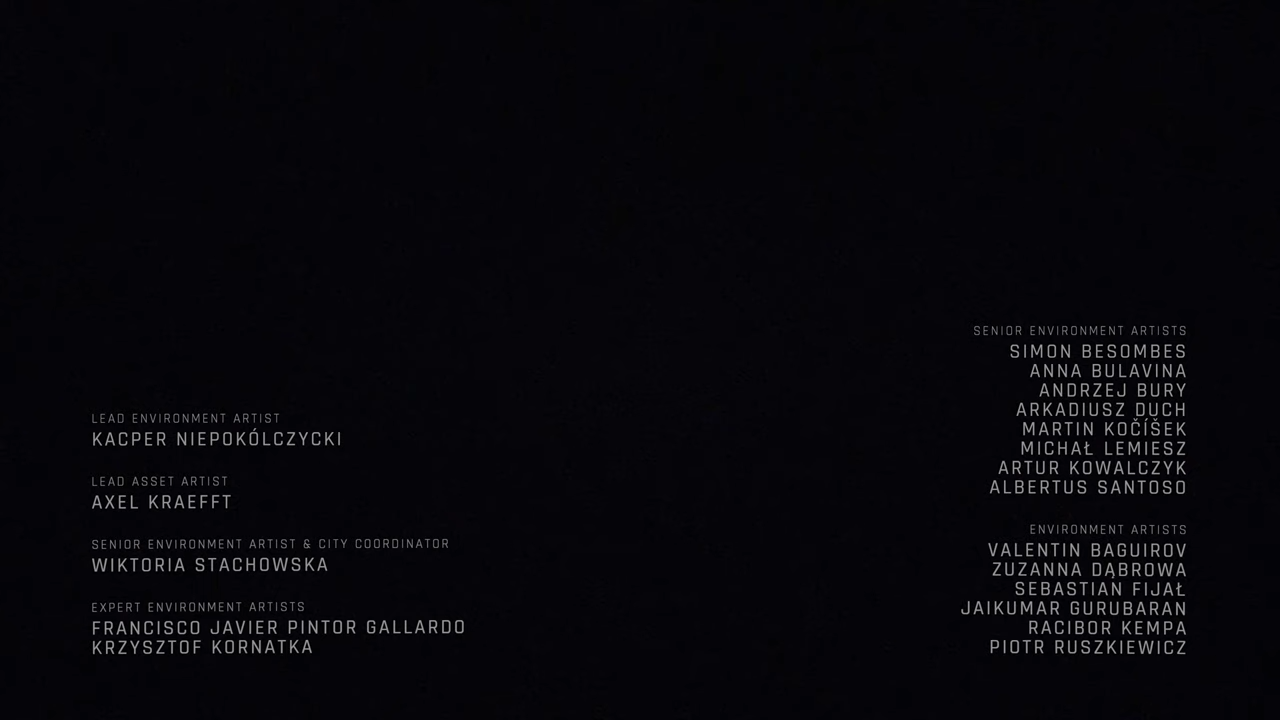 LEAD ENVIRONMENT ARTIST
KACPER NIEPOKÓLCZYCKI
LEAD ASSET ARTIST
AXEL KRAEFFT
SENIOR ENVIRONMENT ARTIST & CITY COORDINATOR
WIKTORIA STACHOWSKA
EXPERT ENVIRONMENT ARTISTS
FRANCISCO JAVIER PINTOR GALLARDO
KRZYSZTOF KORNATKA
SENIOR ENVIRONMENT ARTISTS
SIMON BESOMBES
ANNA BULAVINA
ANDRZEJ BURY
ARKADIUSZ DUCH
MARTIN KOČÍŠEK
MICHAŁ LEMIESZ
ARTUR KOWALCZYK
ALBERTUS SANTOSO
ENVIRONMENT ARTISTS
VALENTIN BAGUIROV
ZUZANNA DĄBROWA
SEBASTIAN FIJAŁ
JAIKUMAR GURUBARAN
RACIBOR KEMPA
PIOTR RUSZKIEWICZ